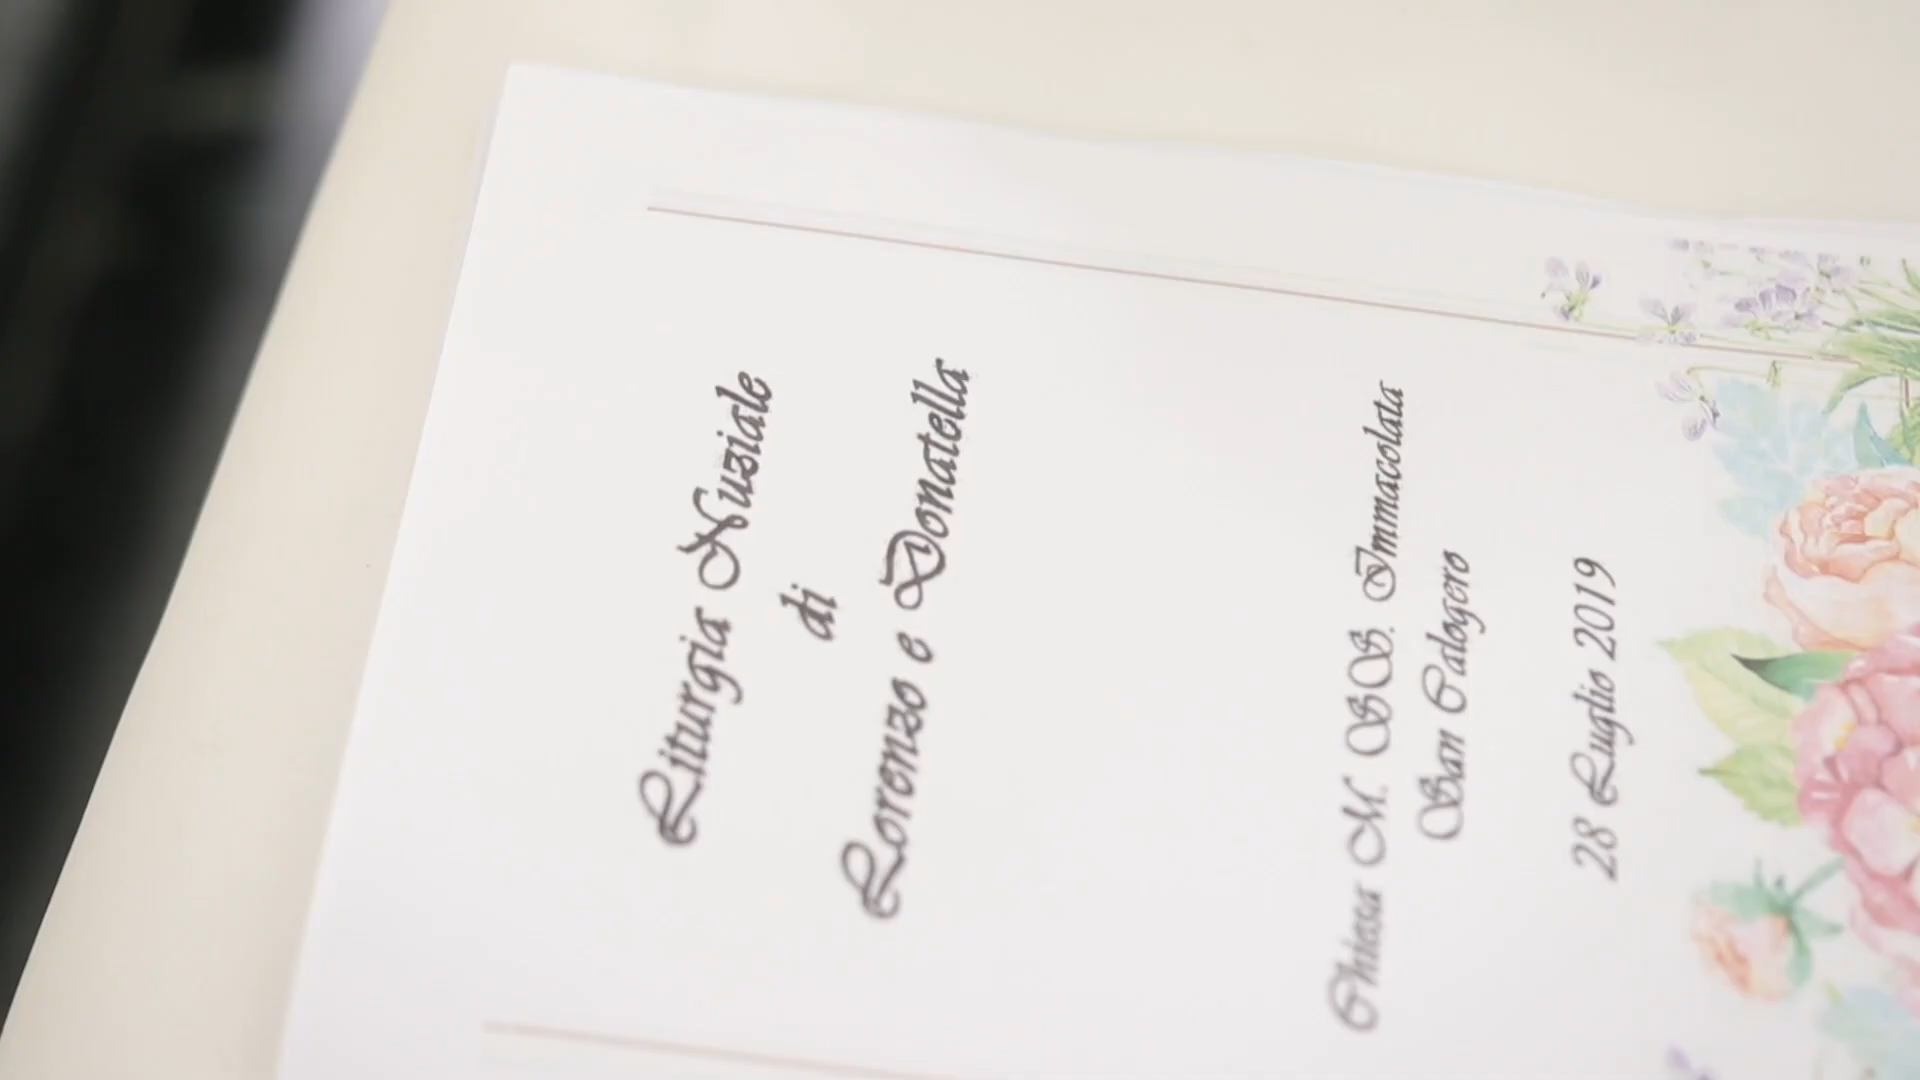 Liturgia Nuziale
di
Lorenzo e Donatella
Chiesa M. SS. Immacolata
San Calogero
28 Luglio 2019